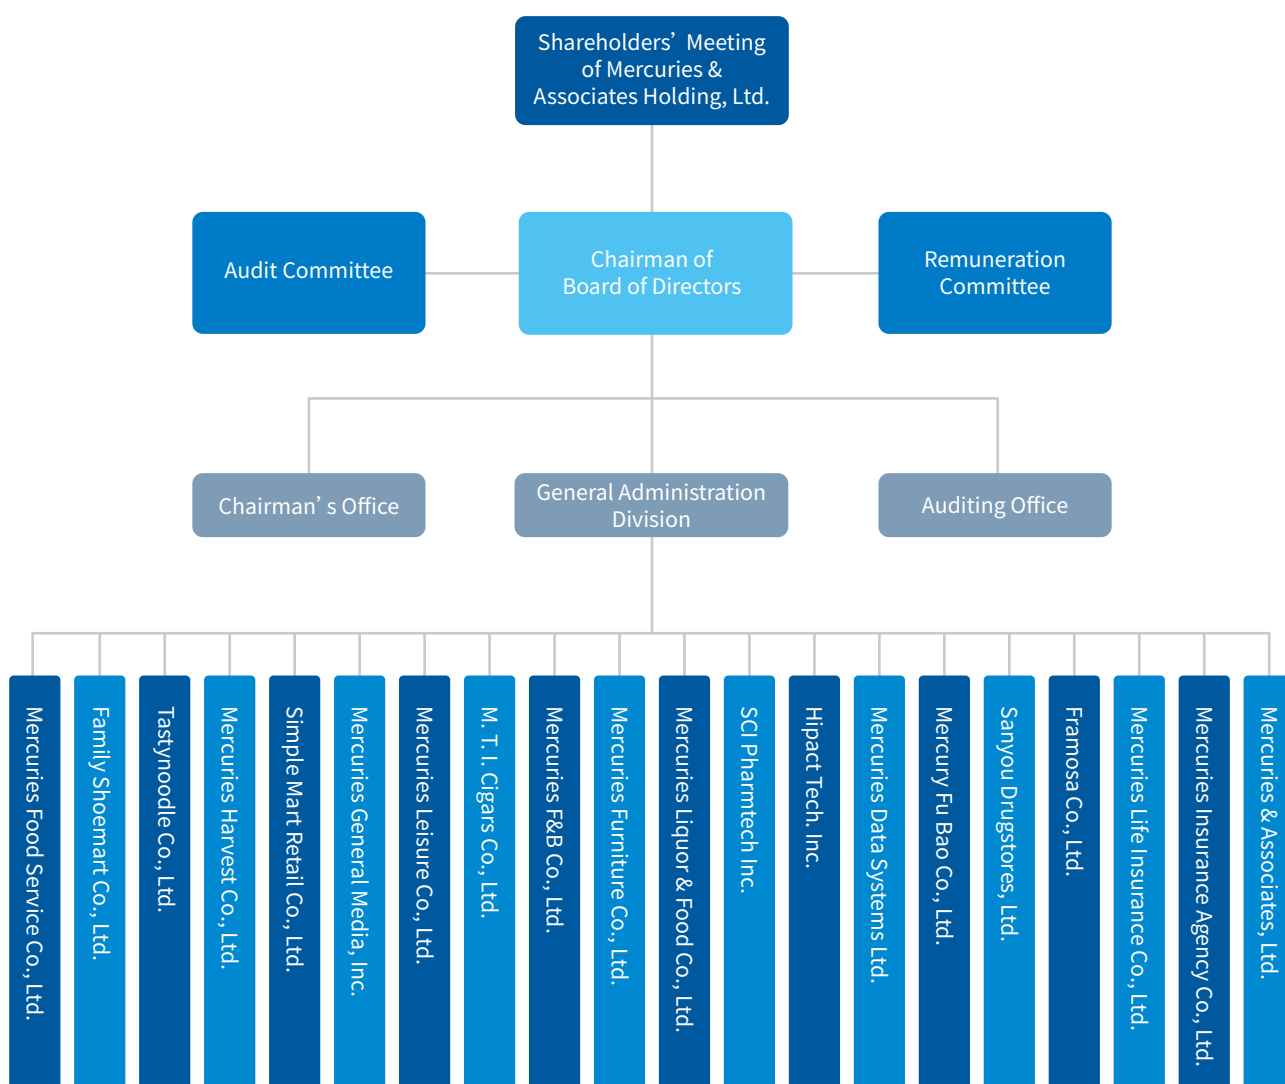 Shareholders’ Meeting
of Mercuries &
Associates Holding, Ltd.
Audit Committee
Chairman of
Board of Directors
Remuneration
Committee
Chairman’s Office
General Administration
Division
Auditing Office
Mercuries Food Service Co., Ltd.
Family Shoemart Co., Ltd.
Tastynoodle Co., Ltd.
Mercuries Harvest Co., Ltd.
Simple Mart Retail Co., Ltd.
Mercuries General Media, Inc.
Mercuries Leisure Co., Ltd.
M. T. I. Cigars Co., Ltd.
Mercuries F&B Co., Ltd.
Mercuries Furniture Co., Ltd.
Mercuries Liquor & Food Co., Ltd.
SCI Pharmtech Inc.
Hipact Tech. Inc.
Mercuries Data Systems Ltd.
Mercury Fu Bao Co., Ltd.
Sanyou Drugstores, Ltd.
Framosa Co., Ltd.
Mercuries Life Insurance Co., Ltd.
Mercuries Insurance Agency Co., Ltd.
Mercuries & Associates, Ltd.